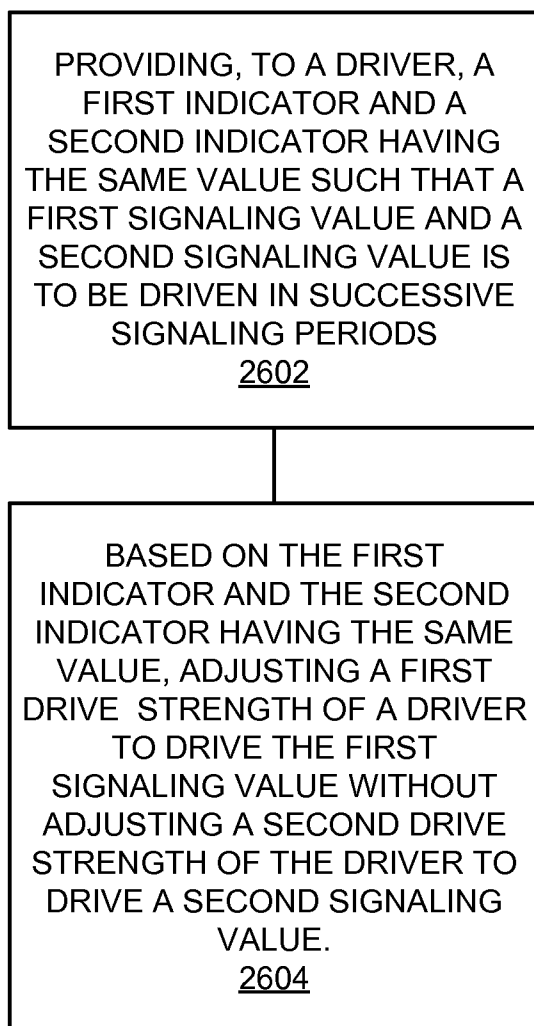 PROVIDING, TO A DRIVER, A
FIRST INDICATOR AND A
SECOND INDICATOR HAVING
THE SAME VALUE SUCH THAT A
FIRST SIGNALING VALUE AND A
SECOND SIGNALING VALUE IS
TO BE DRIVEN IN SUCCESSIVE
SIGNALING PERIODS
2602
BASED ON THE FIRST
INDICATOR AND THE SECOND
INDICATOR HAVING THE SAME
VALUE, ADJUSTING A FIRST
DRIVE STRENGTH OF A DRIVER
TO DRIVE THE FIRST
SIGNALING VALUE WITHOUT
ADJUSTING A SECOND DRIVE
STRENGTH OF THE DRIVER TO
DRIVE A SECOND SIGNALING
VALUE.
2604